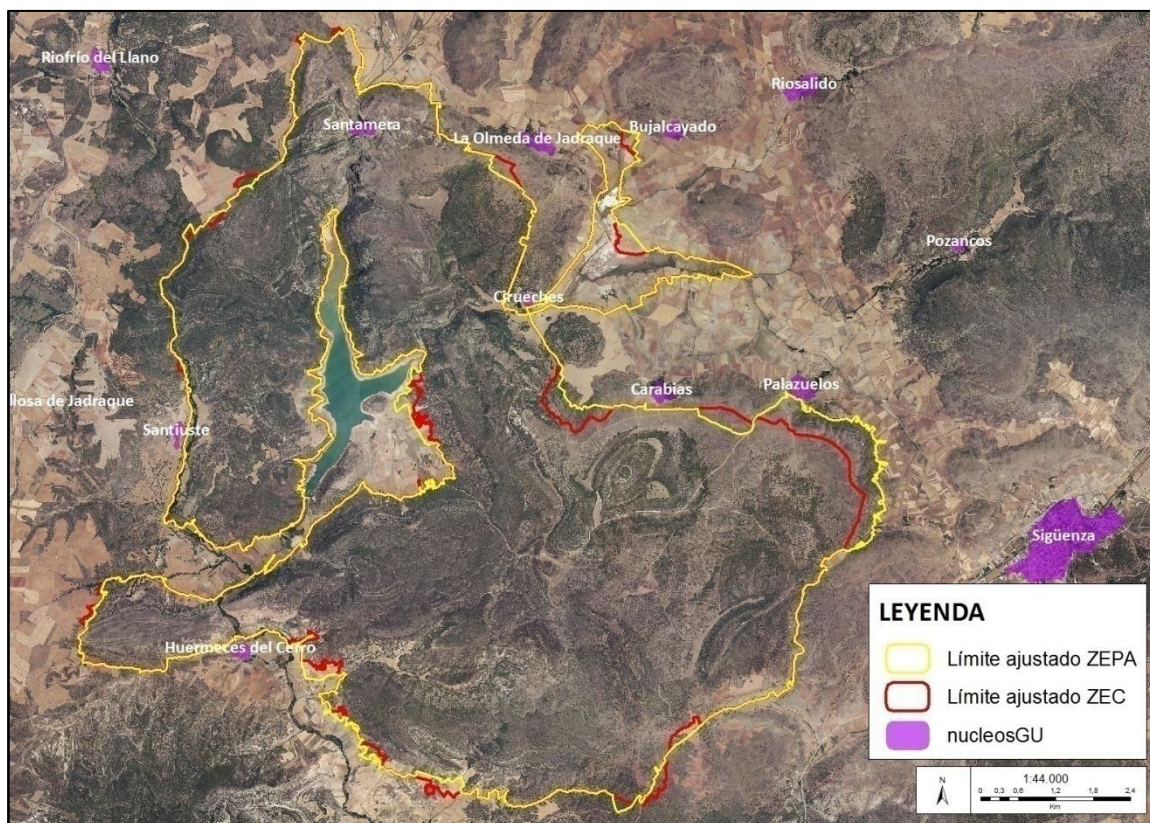 Riofrío del Llano
Riosalido
Santamera
La Olmeda de Jadraque
Bujalcayado
Pozancos
Cirueches
Carabias
Palazuelos
llosa de Jadraque
Santiuste
Sigüenza
Huermeces del Cerro
LEYENDA
Límite ajustado ZEPA
Límite ajustado ZEC
nucleosGU
N
1:44.000
0 0,3 0,6 1,2 1,8 2,4
Km